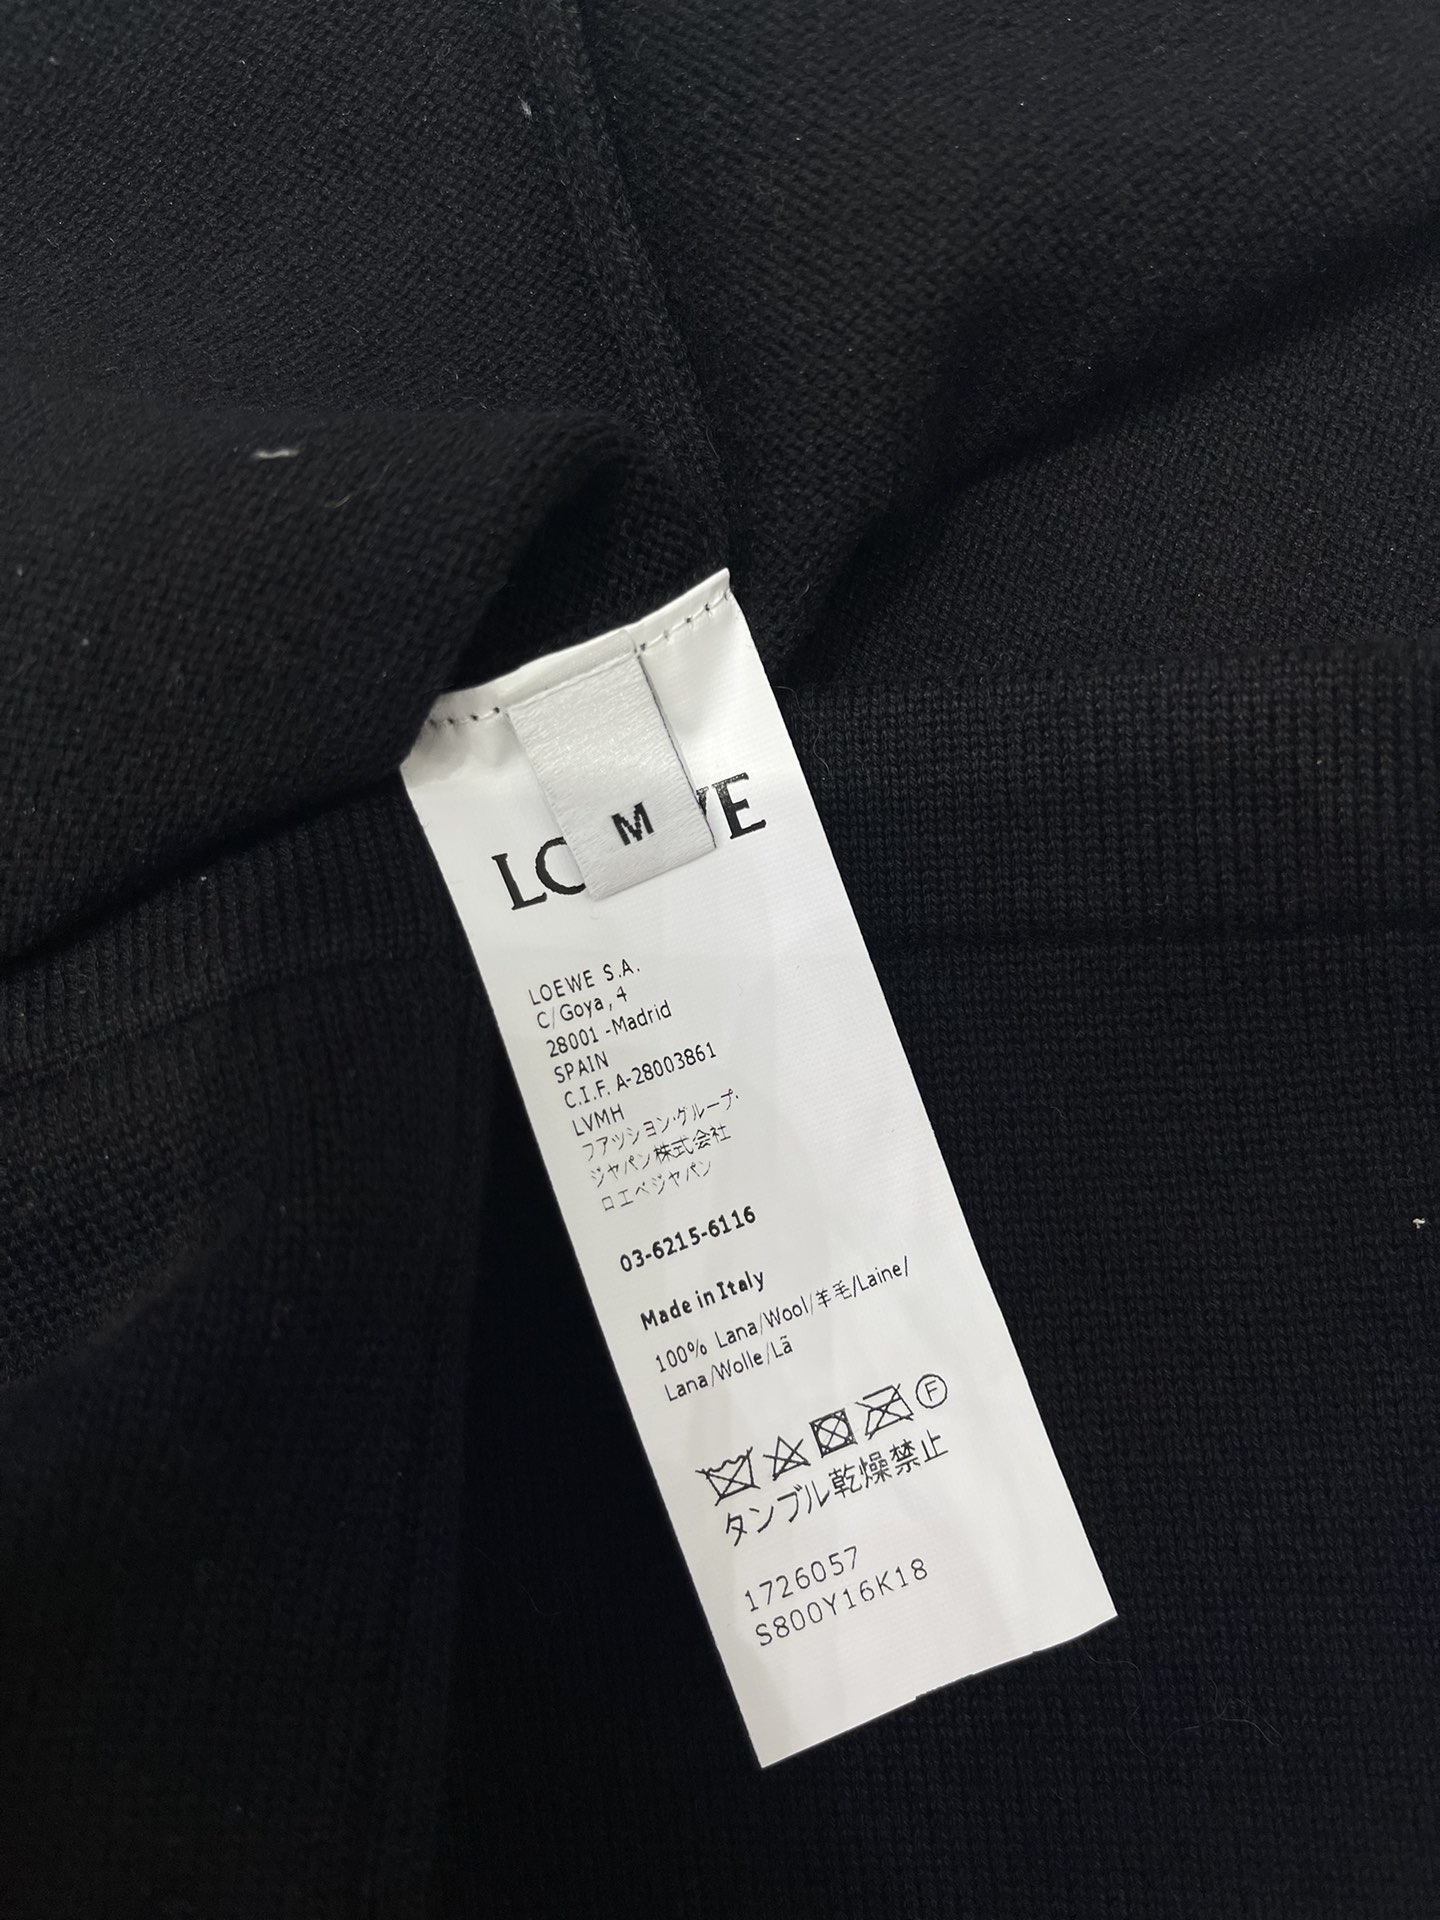 M
LOEWE S.A.
C/Goya, 4
28001 -Madrid
SPAIN
C.I.F. A-28003861
LVMH
ファッション・グループ・
ジャパン株式会社
ロエベジャパン
03-6215-6116
Made in Italy
100% Lana/Wool/羊毛/Laine/
Lana/Wolle/Lã
F
タンブル乾燥禁止
1726057
S800Y16K18